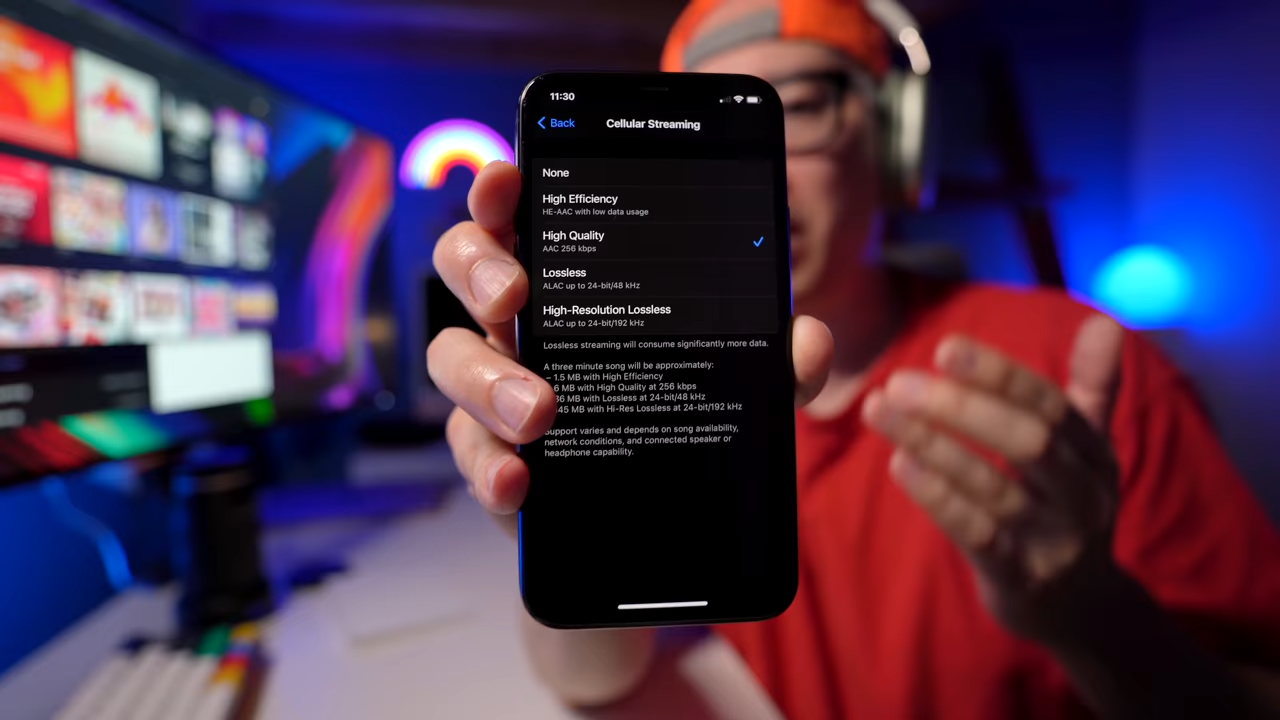 11:30
Back
Cellular Streaming
None
High Efficiency
HE-AAC with low data usage
High Quality
AAC 256 kbps
Lossless
ALAC up to 24-bit/48 kHz
High-Resolution Lossless
ALAC up to 24-bit/192 kHz
Lossless streaming will consume significantly more data.
A three minute song will be approximately:
– 1.5 MB with High Efficiency
6 MB with High Quality at 256 kbps
36 MB with Lossless at 24-bit/48 kHz
45 MB with Hi-Res Lossless at 24-bit/192 kHz
Support varies and depends on song availability,
network conditions, and connected speaker or
headphone capability.